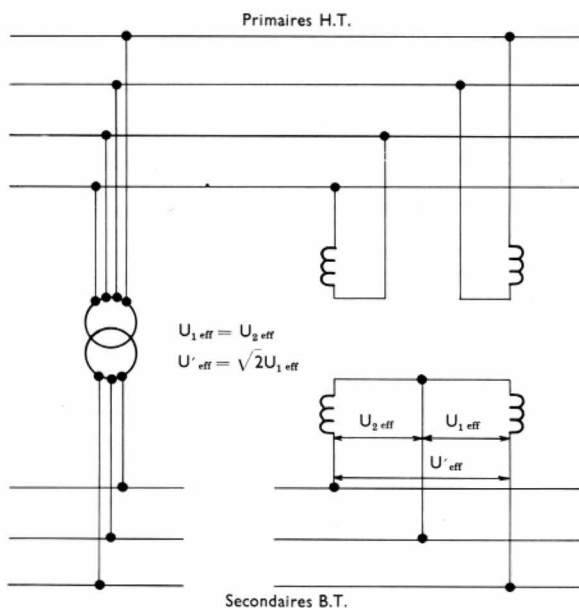 Primaires H.T.
U₁ eff = U₂ eff
U′ eff = √2U₁ eff
U₂ eff
U₁ eff
U′ eff
Secondaires B.T.